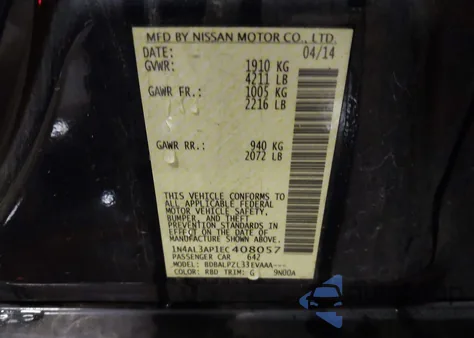 MFD BY NISSAN MOTOR CO., LTD.
DATE: 04/14
GVWR: 1910 KG
4211 LB
GAWR FR.: 1005 KG
2216 LB
GAWR RR.: 940 KG
2072 LB
THIS VEHICLE CONFORMS TO
ALL APPLICABLE FEDERAL
MOTOR VEHICLE SAFETY,
BUMPER, AND THEFT
PREVENTION STANDARDS IN
EFFECT ON THE DATE OF
MANUFACTURE SHOWN ABOVE.
1N4AL3AP1EC408057
PASSENGER CAR 642
MODEL: BDBALPZL33EVAAA---
COLOR: RBD TRIM: G 9N00A